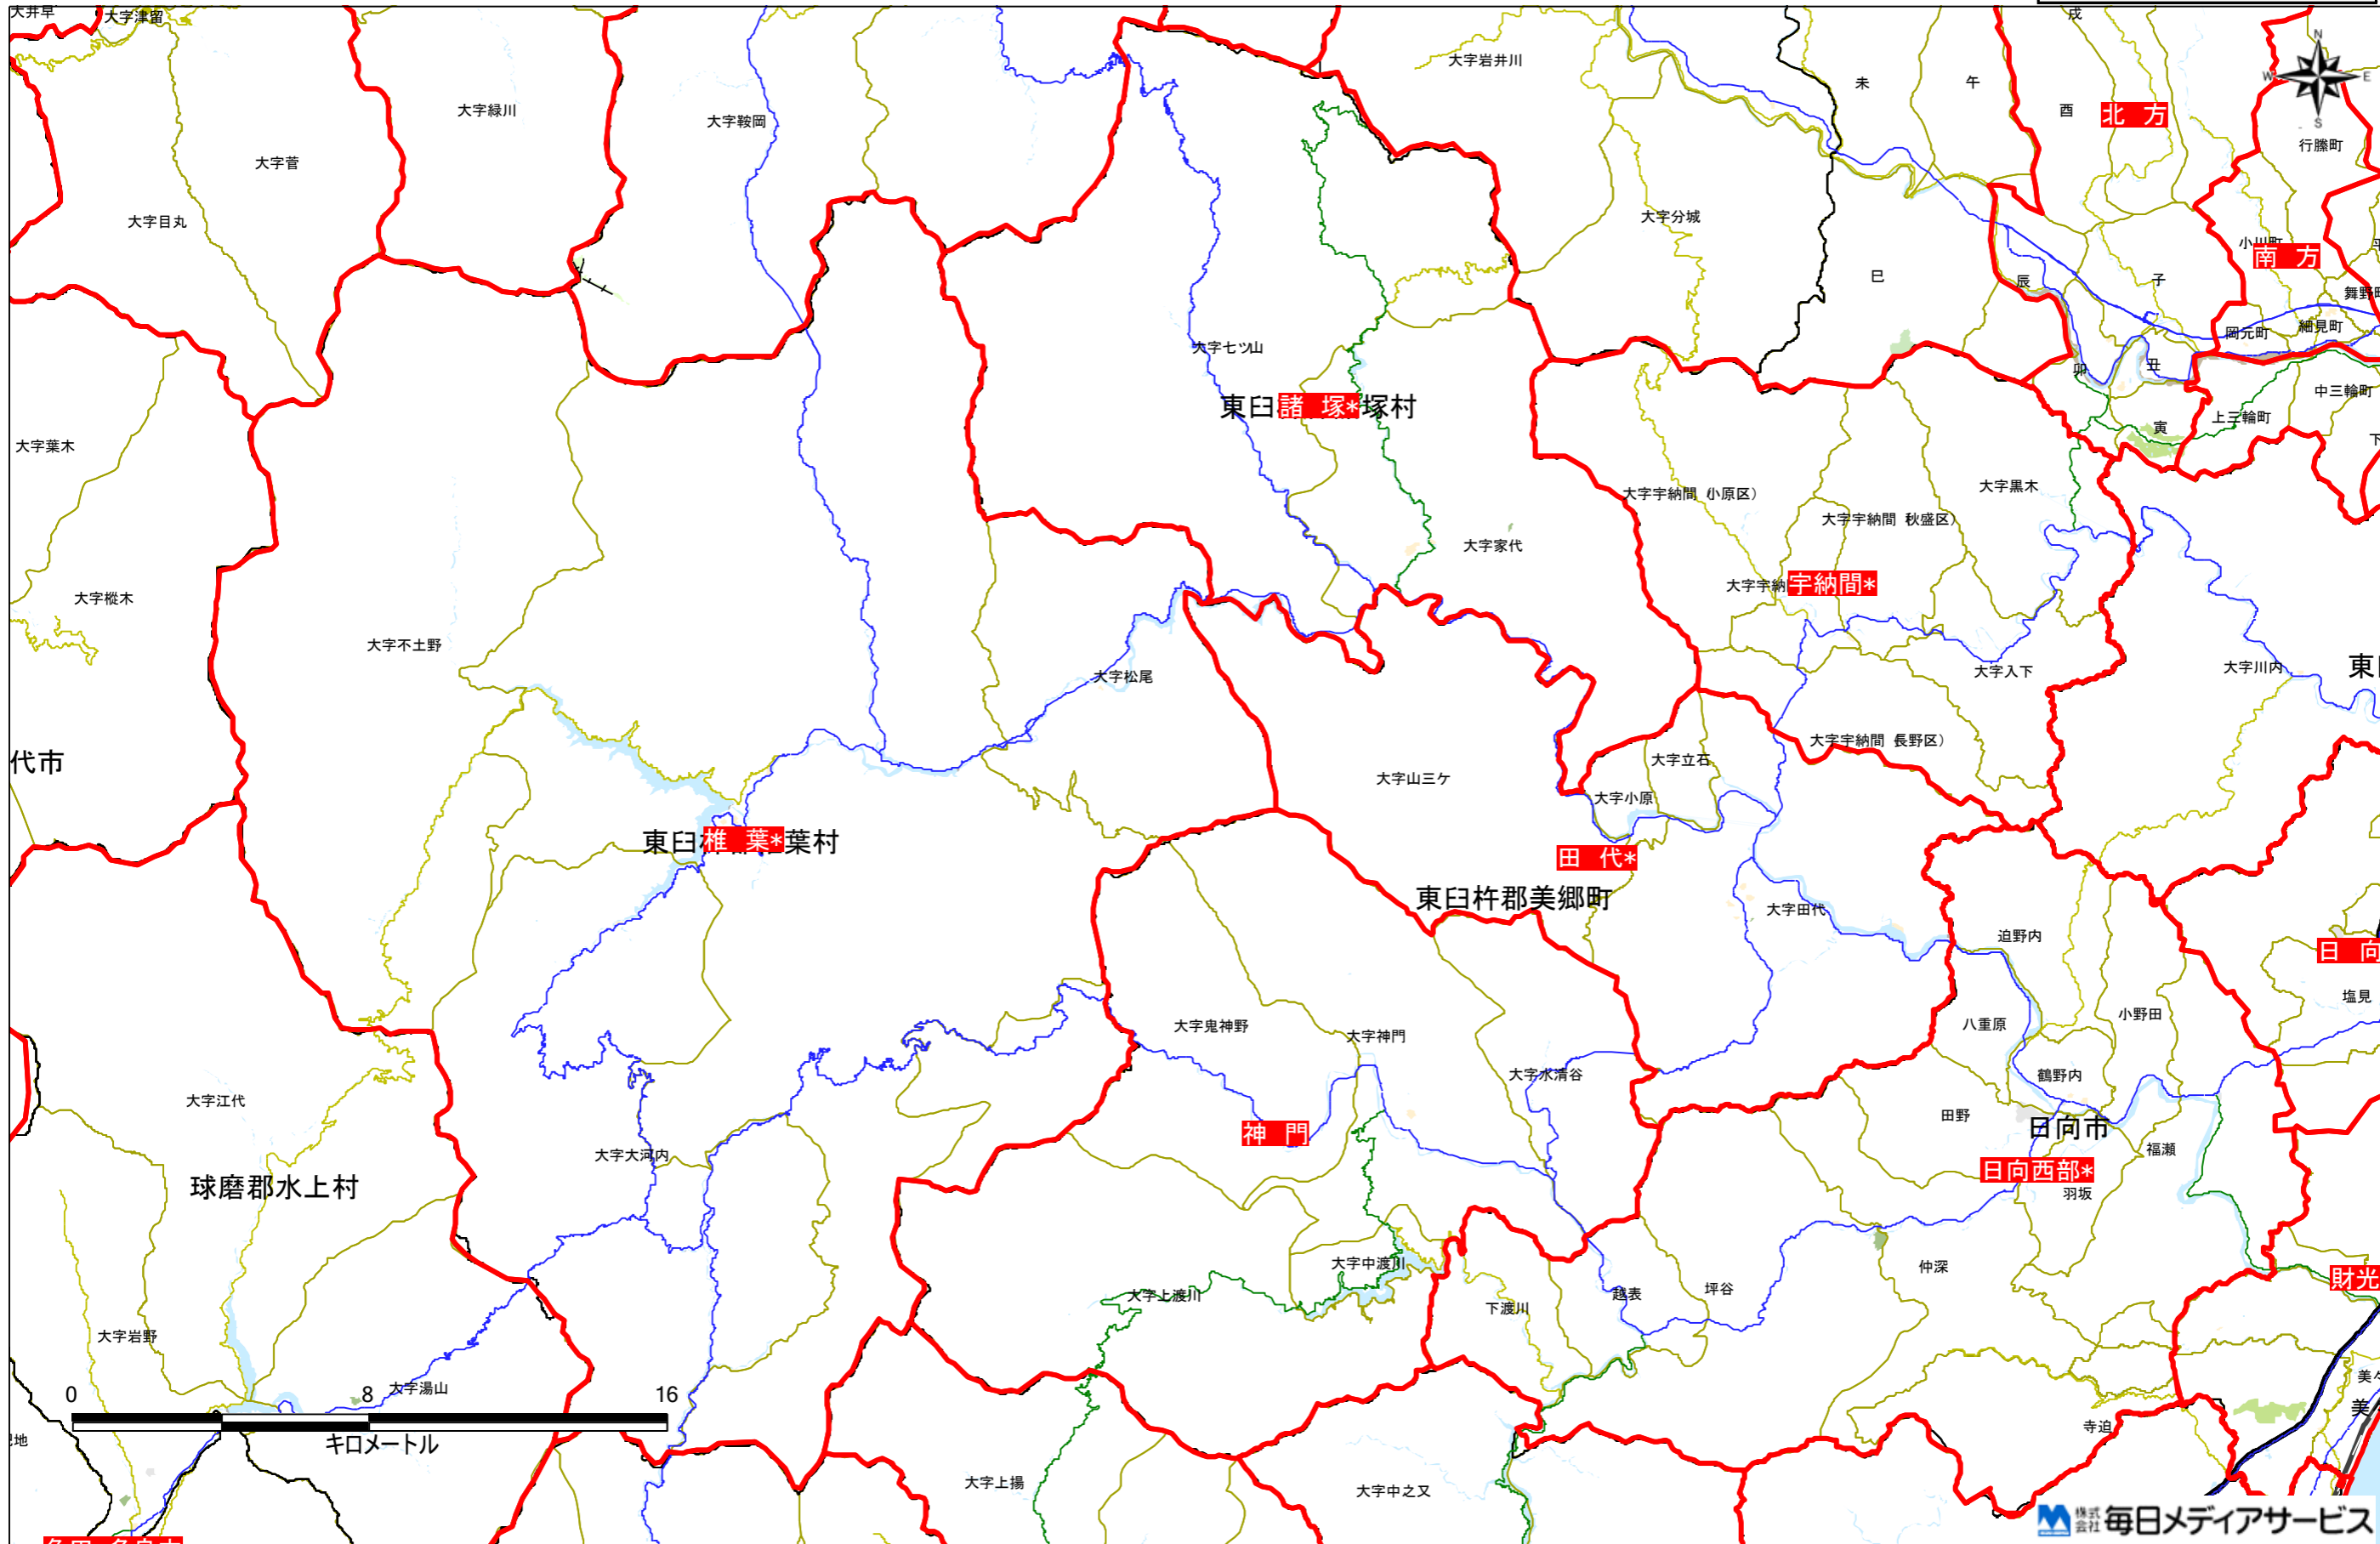 大井早
大字津留
大字岩井川
戌
N
W
E
S
大字緑川
大字鞍岡
未
午
酉
北 方
行縢町
大字菅
大字目丸
大字分城
小川町
南 方
巳
辰
子
舞野町
大字七ツ山
岡元町
細見町
卯
丑
中三輪町
東臼
諸 塚*
塚村
上三輪町
寅
大字葉木
下
大字宇納間（小原区）
大字黒木
大字宇納間（秋盛区）
大字家代
大字宇納
宇納間*
大字樅木
大字不土野
大字松尾
大字入下
大字川内
東
代市
大字宇納間（長野区）
大字立石
大字山三ケ
大字小原
東臼
椎 葉*
葉村
田 代*
東臼杵郡美郷町
大字田代
迫野内
日 向
塩見
小野田
八重原
大字鬼神野
大字神門
大字水清谷
鶴野内
大字江代
田野
日向市
神 門
福瀬
大字大河内
日向西部*
羽坂
球磨郡水上村
大字中渡川
仲深
財光
大字上渡川
越表
坪谷
下渡川
大字岩野
大字湯山
0 8 16
キロメートル
美
寺迫
地
大字上揚
大字中之又
株式会社 毎日メディアサービス